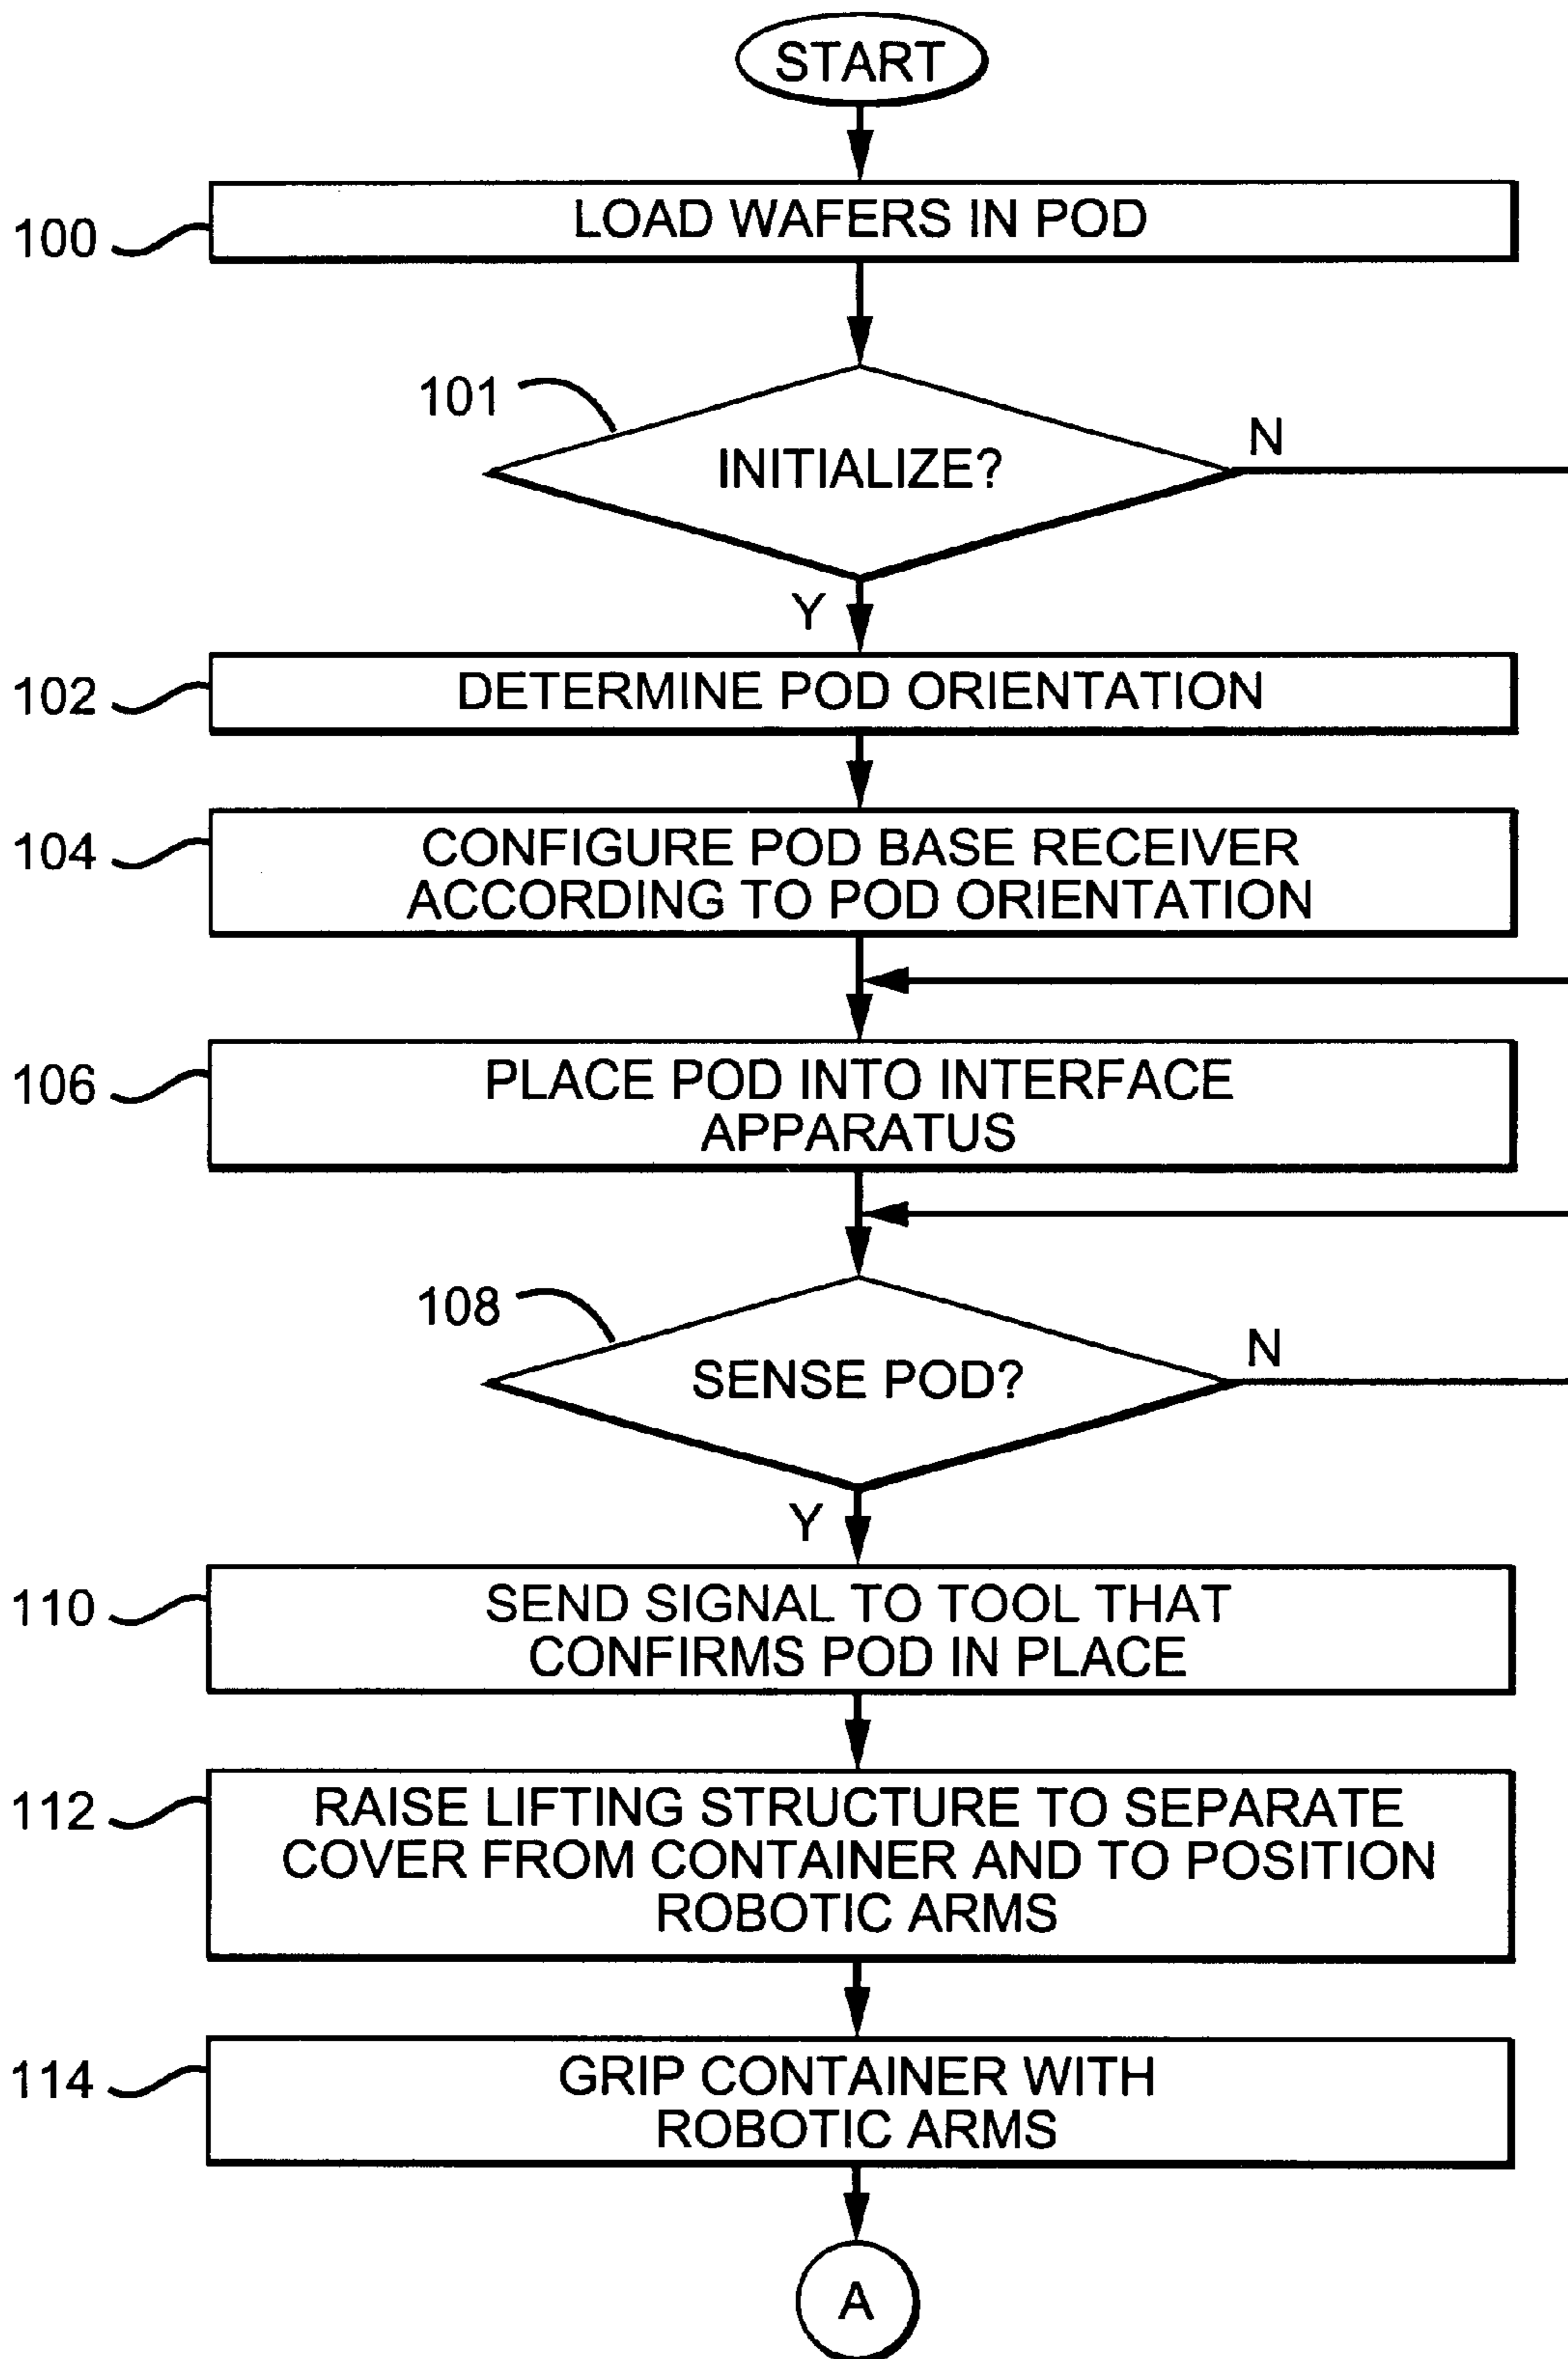 START
100
LOAD WAFERS IN POD
101
INITIALIZE?
N
Y
102
DETERMINE POD ORIENTATION
104
CONFIGURE POD BASE RECEIVER
ACCORDING TO POD ORIENTATION
106
PLACE POD INTO INTERFACE
APPARATUS
108
SENSE POD?
N
Y
110
SEND SIGNAL TO TOOL THAT
CONFIRMS POD IN PLACE
112
RAISE LIFTING STRUCTURE TO SEPARATE
COVER FROM CONTAINER AND TO POSITION
ROBOTIC ARMS
114
GRIP CONTAINER WITH
ROBOTIC ARMS
A